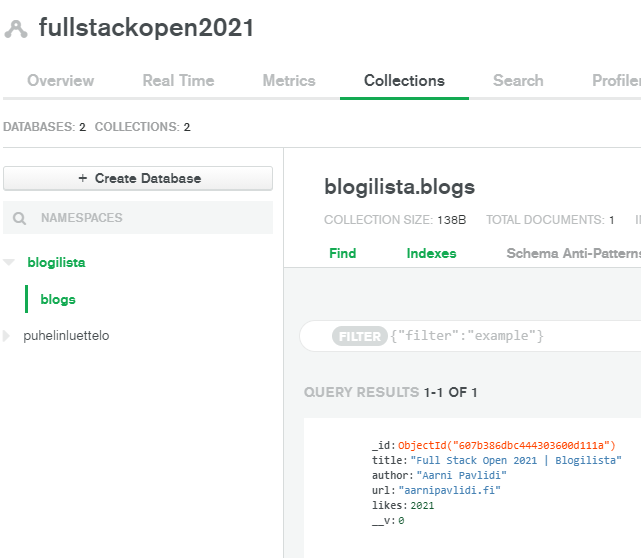 fullstackopen2021
Overview Real Time Metrics Collections Search Profiler
DATABASES: 2 COLLECTIONS: 2
+ Create Database
NAMESPACES
blogilista
blogs
puhelinluettelo
blogilista.blogs
COLLECTION SIZE: 138B TOTAL DOCUMENTS: 1
Find Indexes Schema Anti-Patterns
FILTER {"filter":"example"}
QUERY RESULTS 1-1 OF 1
_id: ObjectId("607b386dbc444303600d111a")
title: "Full Stack Open 2021 | Blogilista"
author: "Aarni Pavlidi"
url: "aarnipavlidi.fi"
likes: 2021
__v: 0